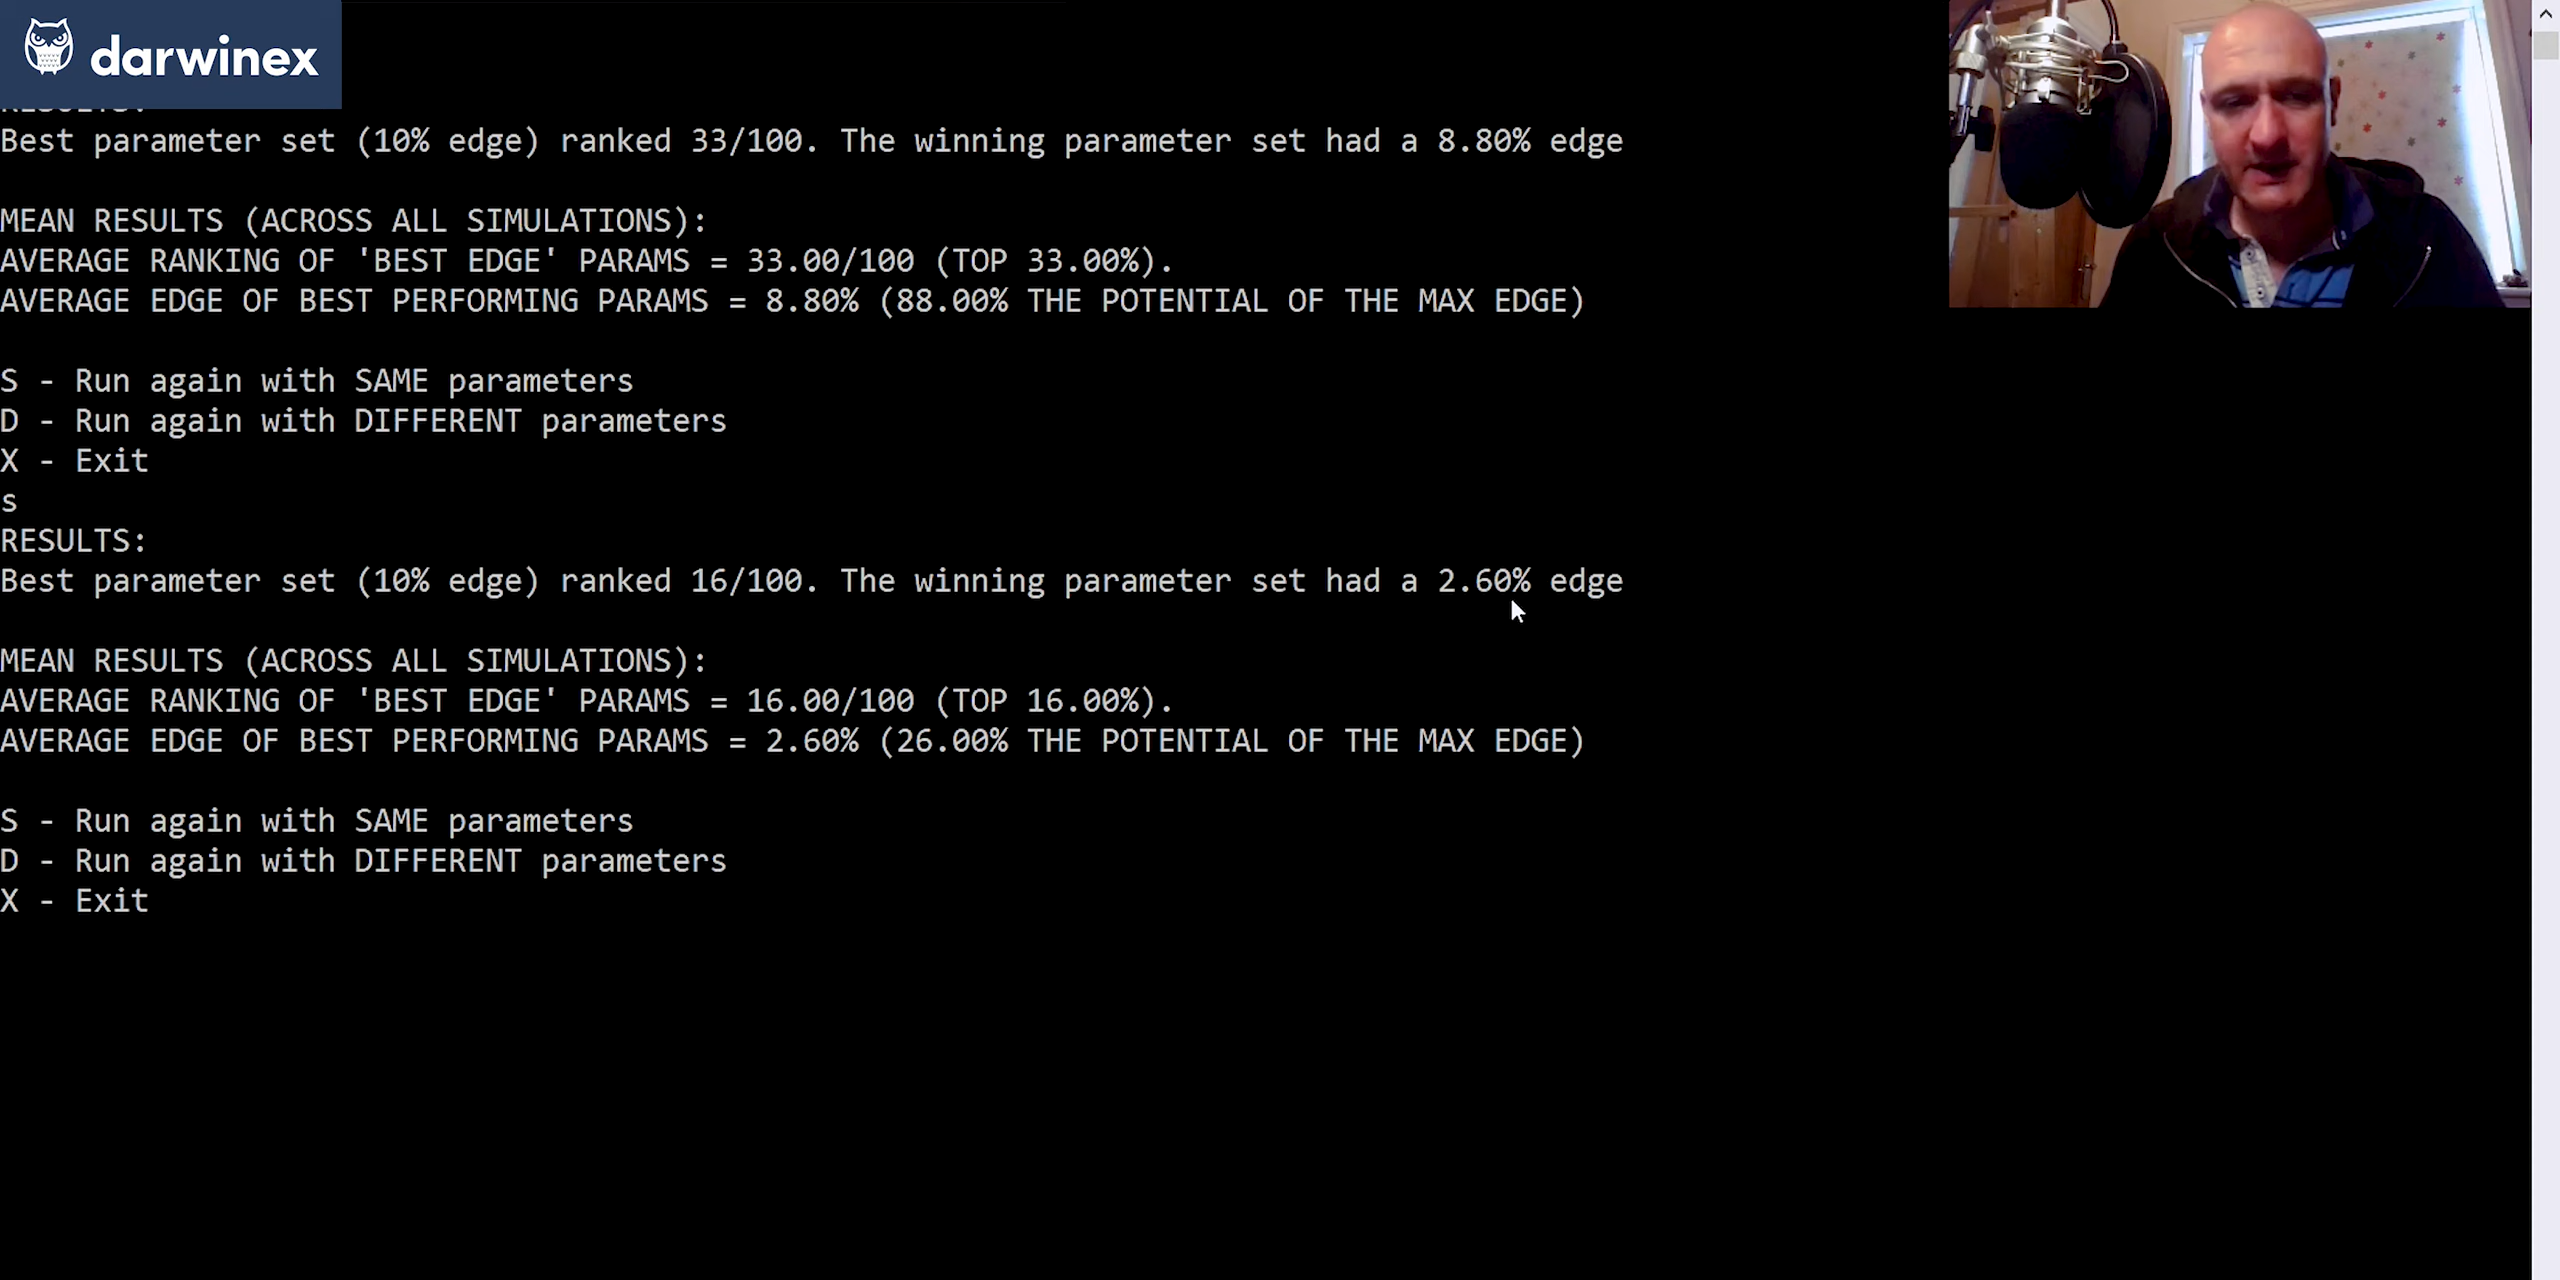 darwinex
RESULTS:
Best parameter set (10% edge) ranked 33/100. The winning parameter set had a 8.80% edge
MEAN RESULTS (ACROSS ALL SIMULATIONS):
AVERAGE RANKING OF 'BEST EDGE' PARAMS = 33.00/100 (TOP 33.00%).
AVERAGE EDGE OF BEST PERFORMING PARAMS = 8.80% (88.00% THE POTENTIAL OF THE MAX EDGE)
S - Run again with SAME parameters
D - Run again with DIFFERENT parameters
X - Exit
s
RESULTS:
Best parameter set (10% edge) ranked 16/100. The winning parameter set had a 2.60% edge
MEAN RESULTS (ACROSS ALL SIMULATIONS):
AVERAGE RANKING OF 'BEST EDGE' PARAMS = 16.00/100 (TOP 16.00%).
AVERAGE EDGE OF BEST PERFORMING PARAMS = 2.60% (26.00% THE POTENTIAL OF THE MAX EDGE)
S - Run again with SAME parameters
D - Run again with DIFFERENT parameters
X - Exit